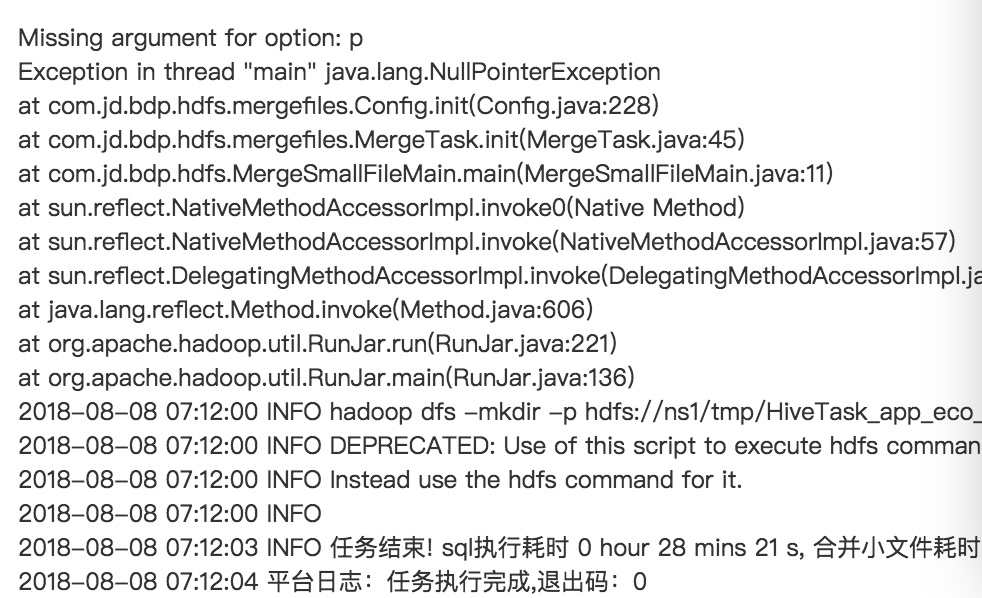 Missing argument for option: p
Exception in thread "main" java.lang.NullPointerException
at com.jd.bdp.hdfs.mergefiles.Config.init(Config.java:228)
at com.jd.bdp.hdfs.mergefiles.MergeTask.init(MergeTask.java:45)
at com.jd.bdp.hdfs.MergeSmallFileMain.main(MergeSmallFileMain.java:11)
at sun.reflect.NativeMethodAccessorImpl.invoke0(Native Method)
at sun.reflect.NativeMethodAccessorImpl.invoke(NativeMethodAccessorImpl.java:57)
at sun.reflect.DelegatingMethodAccessorImpl.invoke(DelegatingMethodAccessorImpl.ja
at java.lang.reflect.Method.invoke(Method.java:606)
at org.apache.hadoop.util.RunJar.run(RunJar.java:221)
at org.apache.hadoop.util.RunJar.main(RunJar.java:136)
2018–08–08 07:12:00 INFO hadoop dfs –mkdir –p hdfs://ns1/tmp/HiveTask_app_eco_
2018–08–08 07:12:00 INFO DEPRECATED: Use of this script to execute hdfs comman
2018–08–08 07:12:00 INFO Instead use the hdfs command for it.
2018–08–08 07:12:00 INFO
2018–08–08 07:12:03 INFO 任务结束! sql执行耗时 0 hour 28 mins 21 s, 合并小文件耗时
2018–08–08 07:12:04 平台日志：任务执行完成,退出码：0